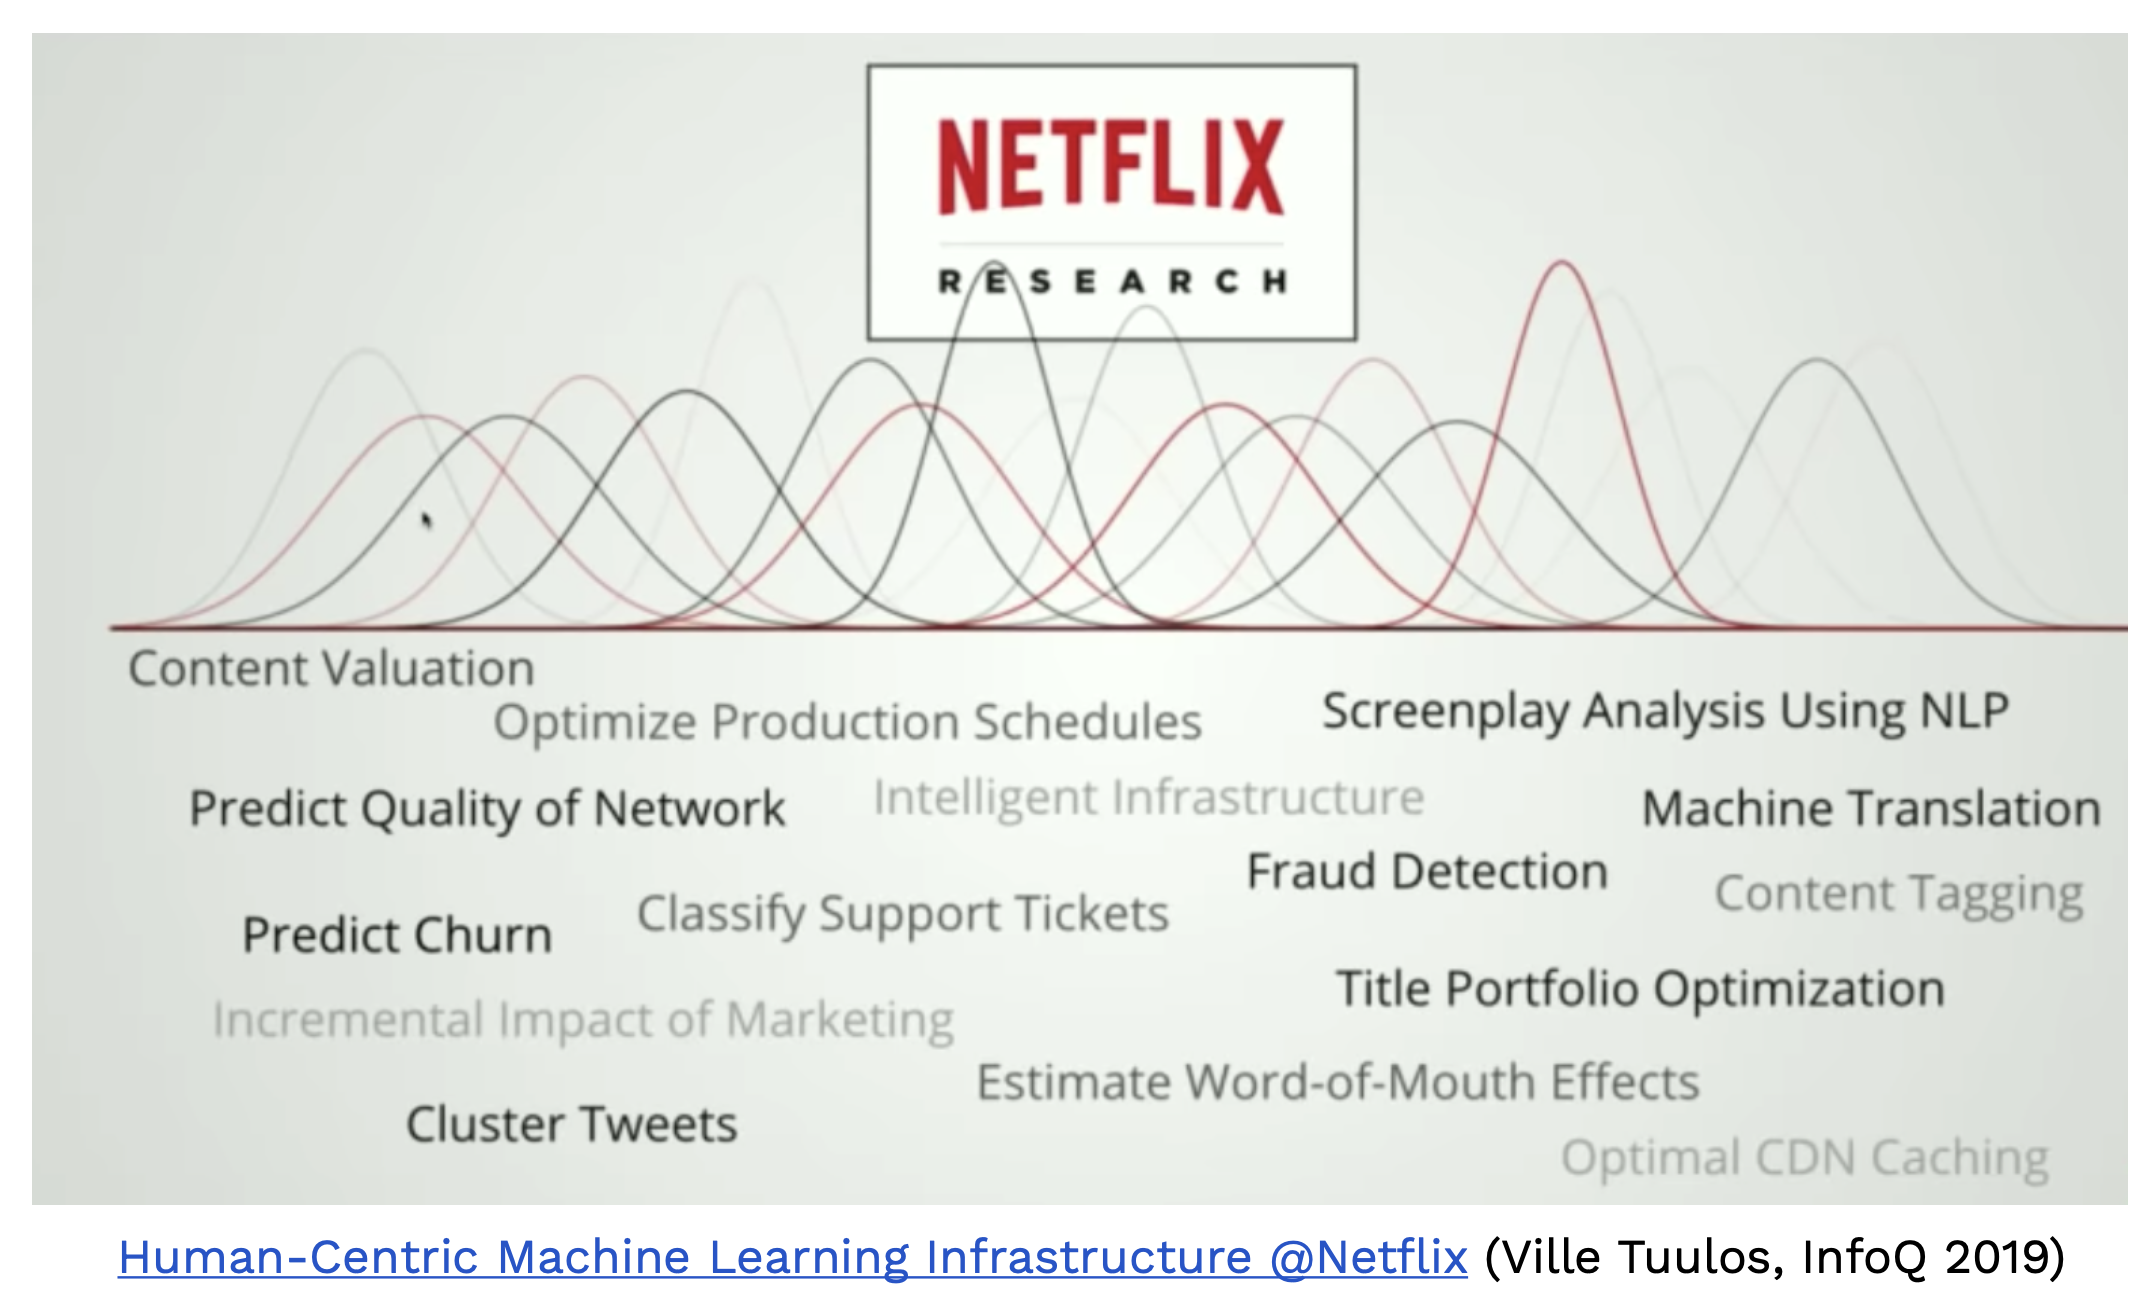 NETFLIX
RESEARCH
Content Valuation
Optimize Production Schedules
Screenplay Analysis Using NLP
Predict Quality of Network
Intelligent Infrastructure
Machine Translation
Fraud Detection
Content Tagging
Predict Churn
Classify Support Tickets
Title Portfolio Optimization
Incremental Impact of Marketing
Estimate Word-of-Mouth Effects
Cluster Tweets
Optimal CDN Caching
Human-Centric Machine Learning Infrastructure @Netflix (Ville Tuulos, InfoQ 2019)